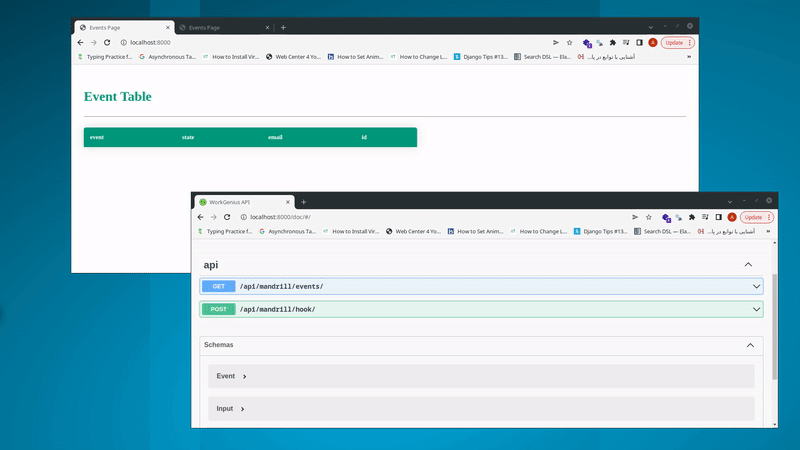 Events Page
Events Page
localhost:8000
A
Update
Typing Practice f...
Asynchronous Ta...
How to Install Vir...
Web Center 4 Yo...
How to Set Anim...
How to Change L...
Django Tips #13...
Search DSL — Ela...
آشنایی با توابع در پا...
»
Event Table
event state email id
WorkGenius API
localhost:8000/doc/#/
A
Update
Typing Practice f...
Asynchronous Ta...
How to Install Vir...
Web Center 4 Yo...
How to Set Anim...
How to Change L...
Django Tips #13...
Search DSL — Ela...
آشنایی با توابع در پا...
»
api
GET /api/mandrill/events/
POST /api/mandrill/hook/
Schemas
Event
Input